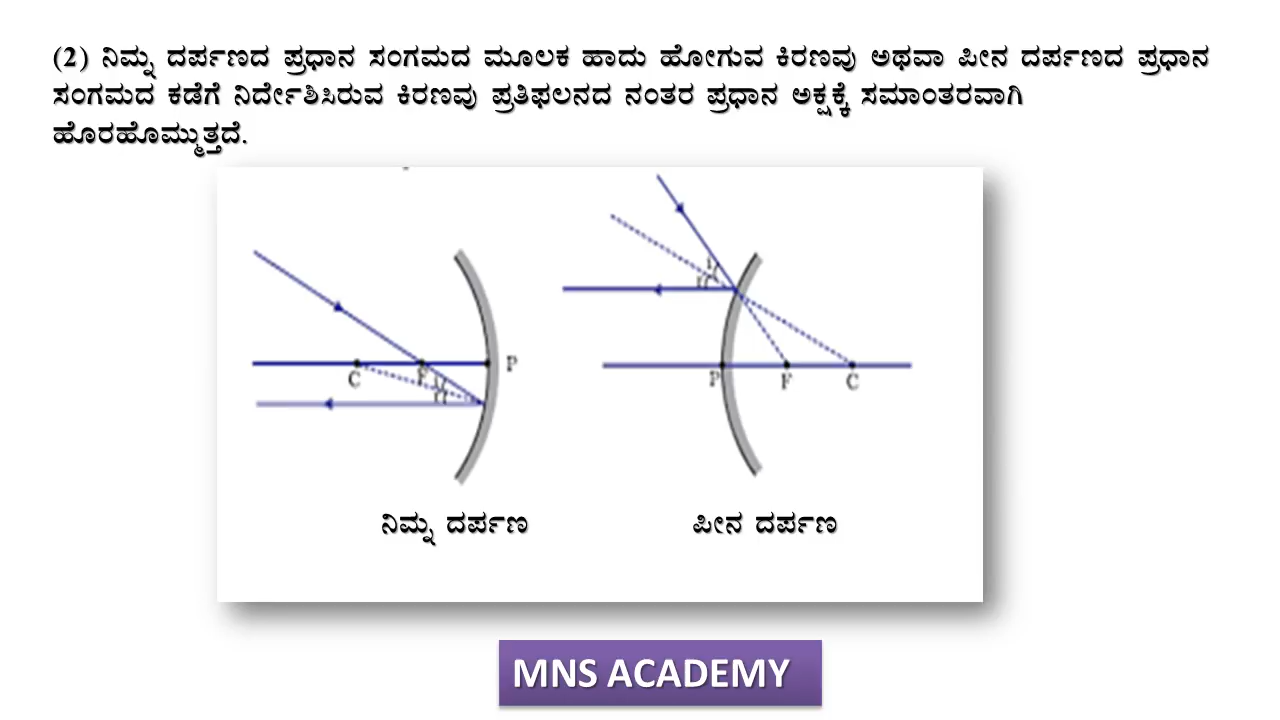 (2) ನಿಮ್ನ ದರ್ಪಣದ ಪ್ರಧಾನ ಸಂಗಮದ ಮೂಲಕ ಹಾದು ಹೋಗುವ ಕಿರಣವು ಅಥವಾ ಪೀನ ದರ್ಪಣದ ಪ್ರಧಾನ
ಸಂಗಮದ ಕಡೆಗೆ ನಿರ್ದೇಶಿಸಿರುವ ಕಿರಣವು ಪ್ರತಿಫಲನದ ನಂತರ ಪ್ರಧಾನ ಅಕ್ಷಕ್ಕೆ ಸಮಾಂತರವಾಗಿ
ಹೊರಹೊಮ್ಮುತ್ತದೆ.
C F P
P F C
ನಿಮ್ನ ದರ್ಪಣ
ಪೀನ ದರ್ಪಣ
MNS ACADEMY